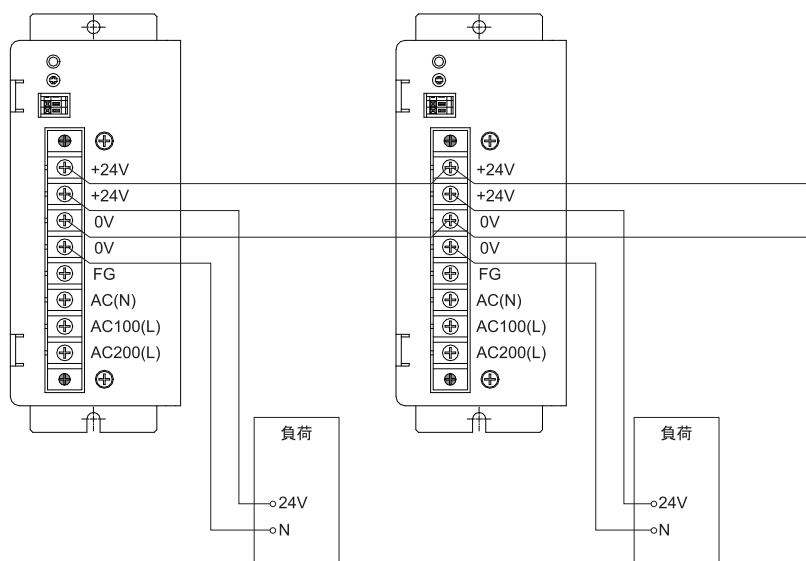 +24V
+24V
0V
0V
FG
AC(N)
AC100(L)
AC200(L)
+24V
+24V
0V
0V
FG
AC(N)
AC100(L)
AC200(L)
負荷
24V
N
負荷
24V
N